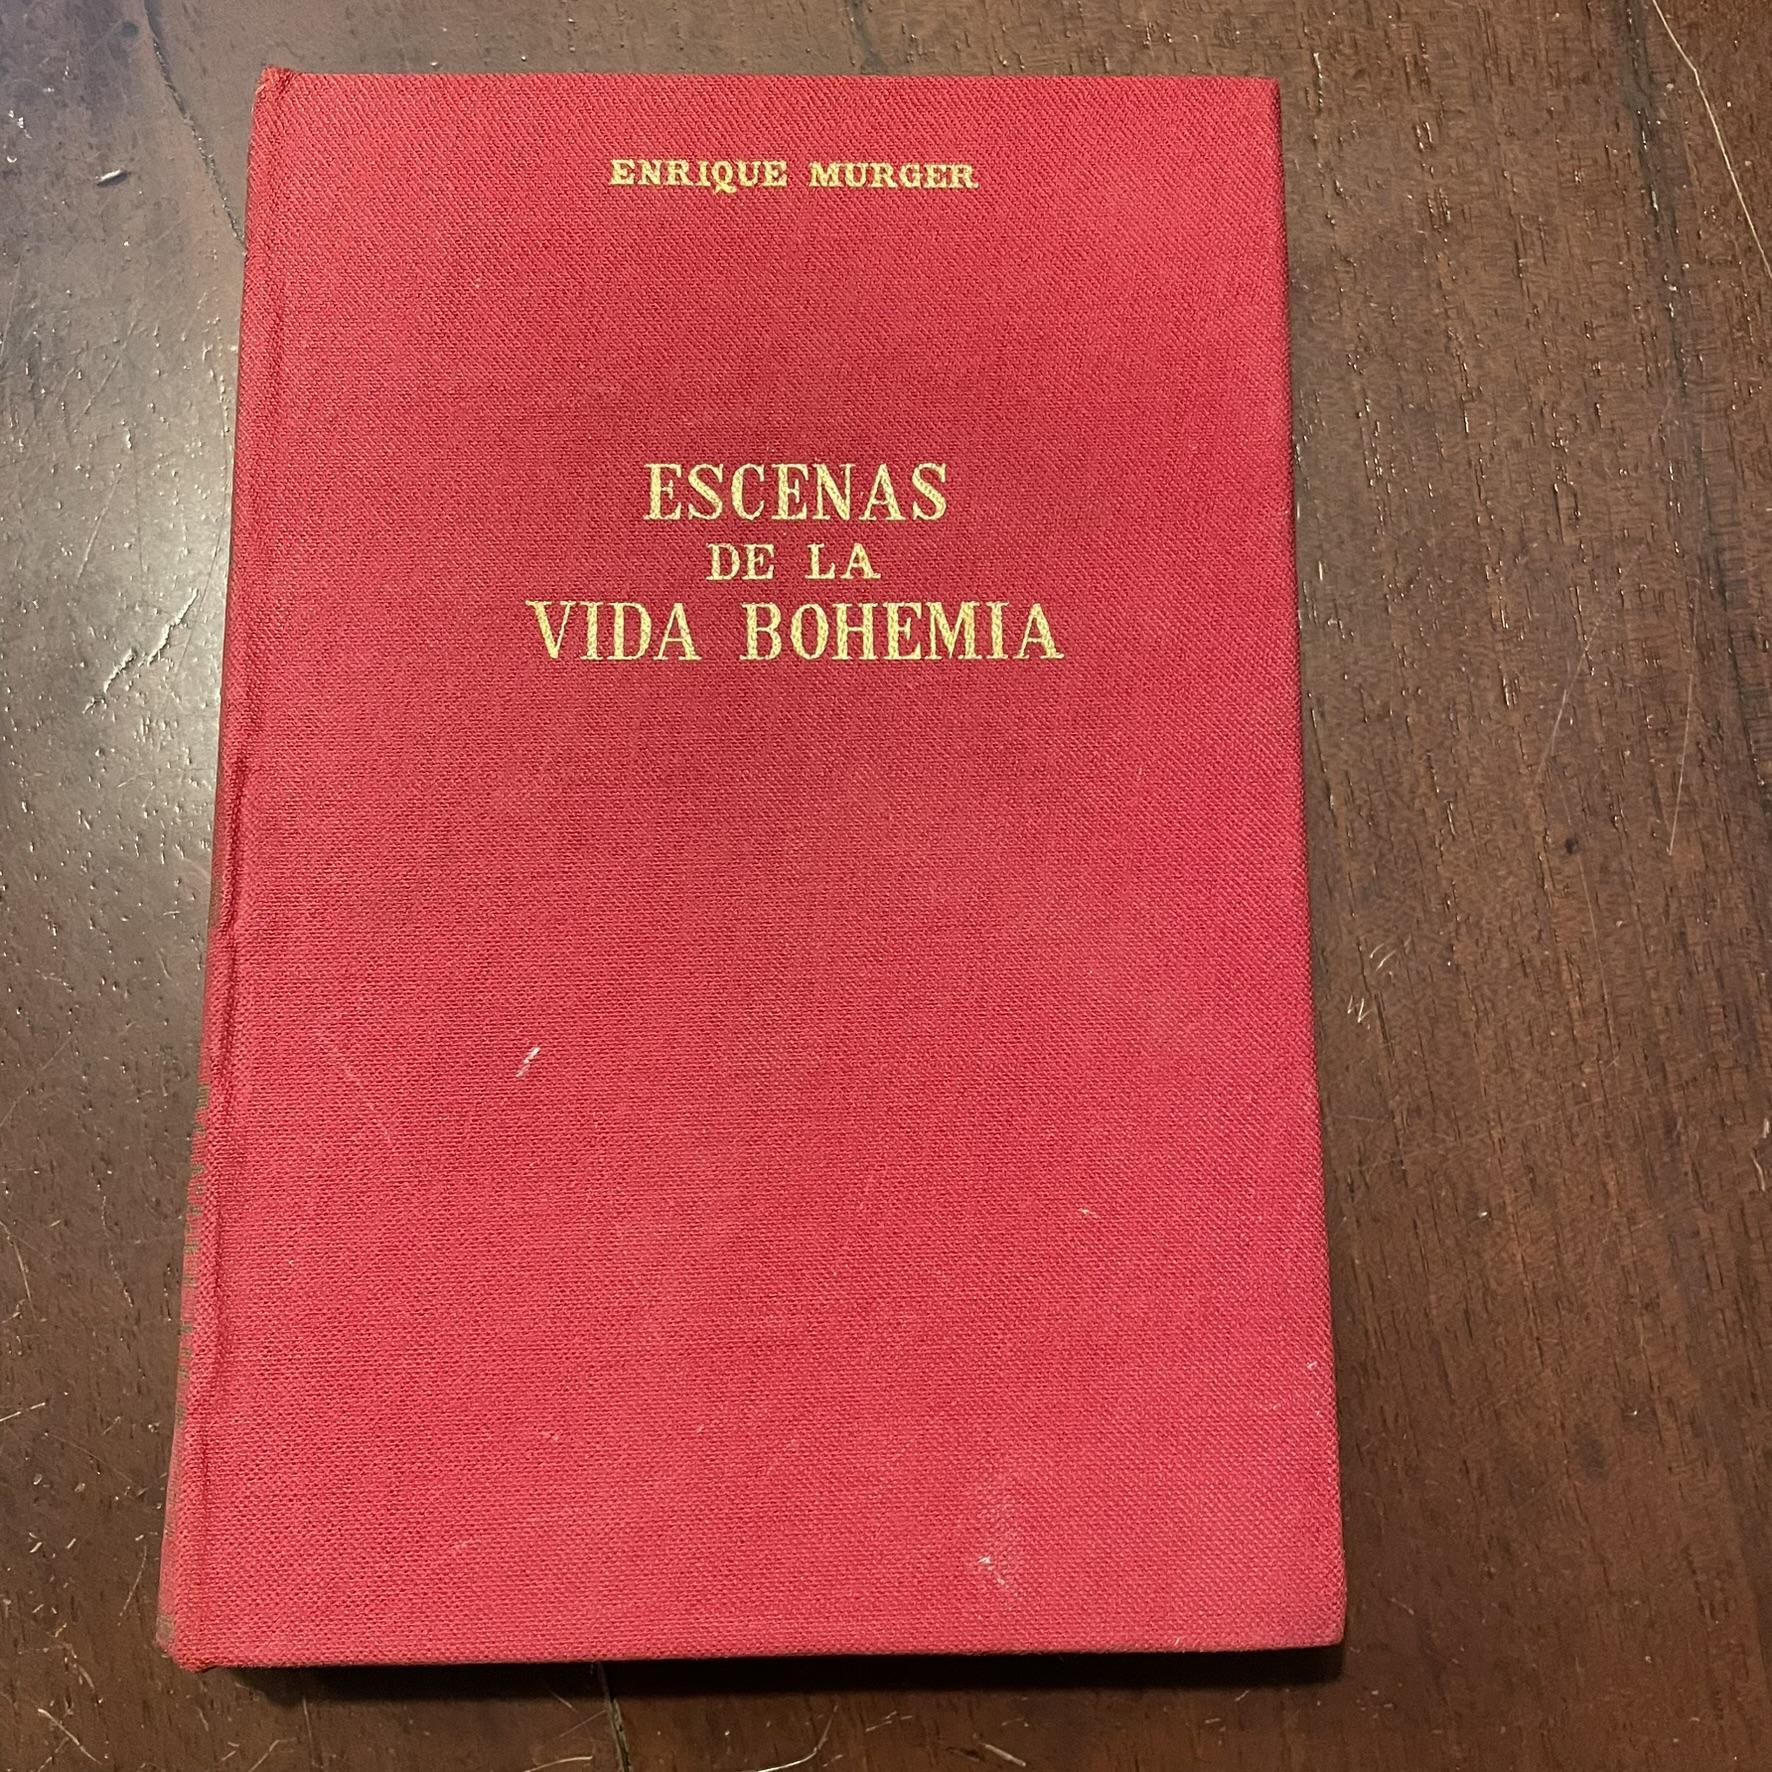 ENRIQUE MURGER
ESCENAS
DE LA
VIDA BOHEMIA